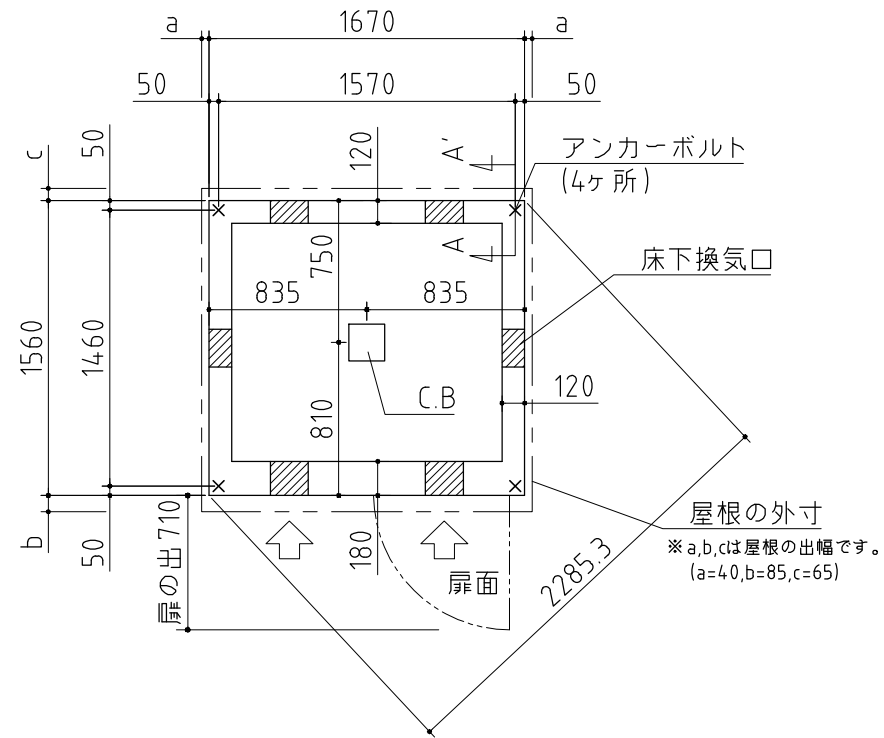 a
1670
a
50
1570
50
c
50
120
A'
アンカーボルト
(4ヶ所)
A
750
床下換気口
835
835
1560
1460
120
C.B
810
屋根の外寸
※a,b,cは屋根の出幅です。
(a=40,b=85,c=65)
b
50
扉の出 710
180
扉面
2285.3